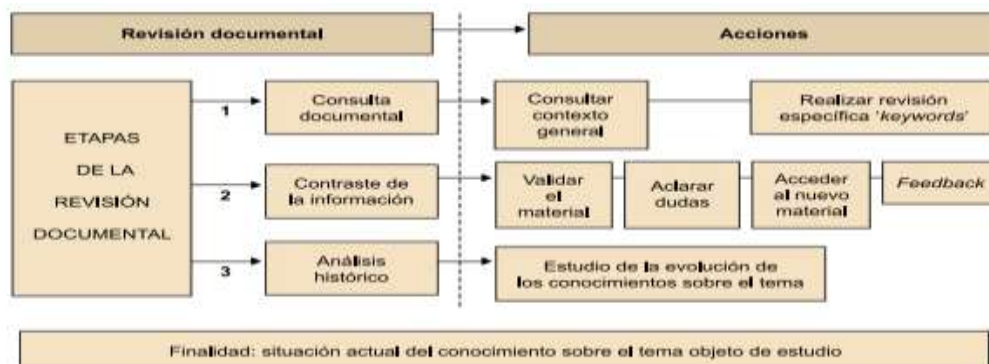 Revisión documental
Acciones
ETAPAS
DE LA
REVISIÓN
DOCUMENTAL
1
Consulta
documental
Consultar
contexto
general
Realizar revisión
específica 'keywords'
2
Contraste de
la información
Validar
el
material
Aclarar
dudas
Acceder
al nuevo
material
Feedback
3
Análisis
histórico
Estudio de la evolución de
los conocimientos sobre el tema
Finalidad: situación actual del conocimiento sobre el tema objeto de estudio